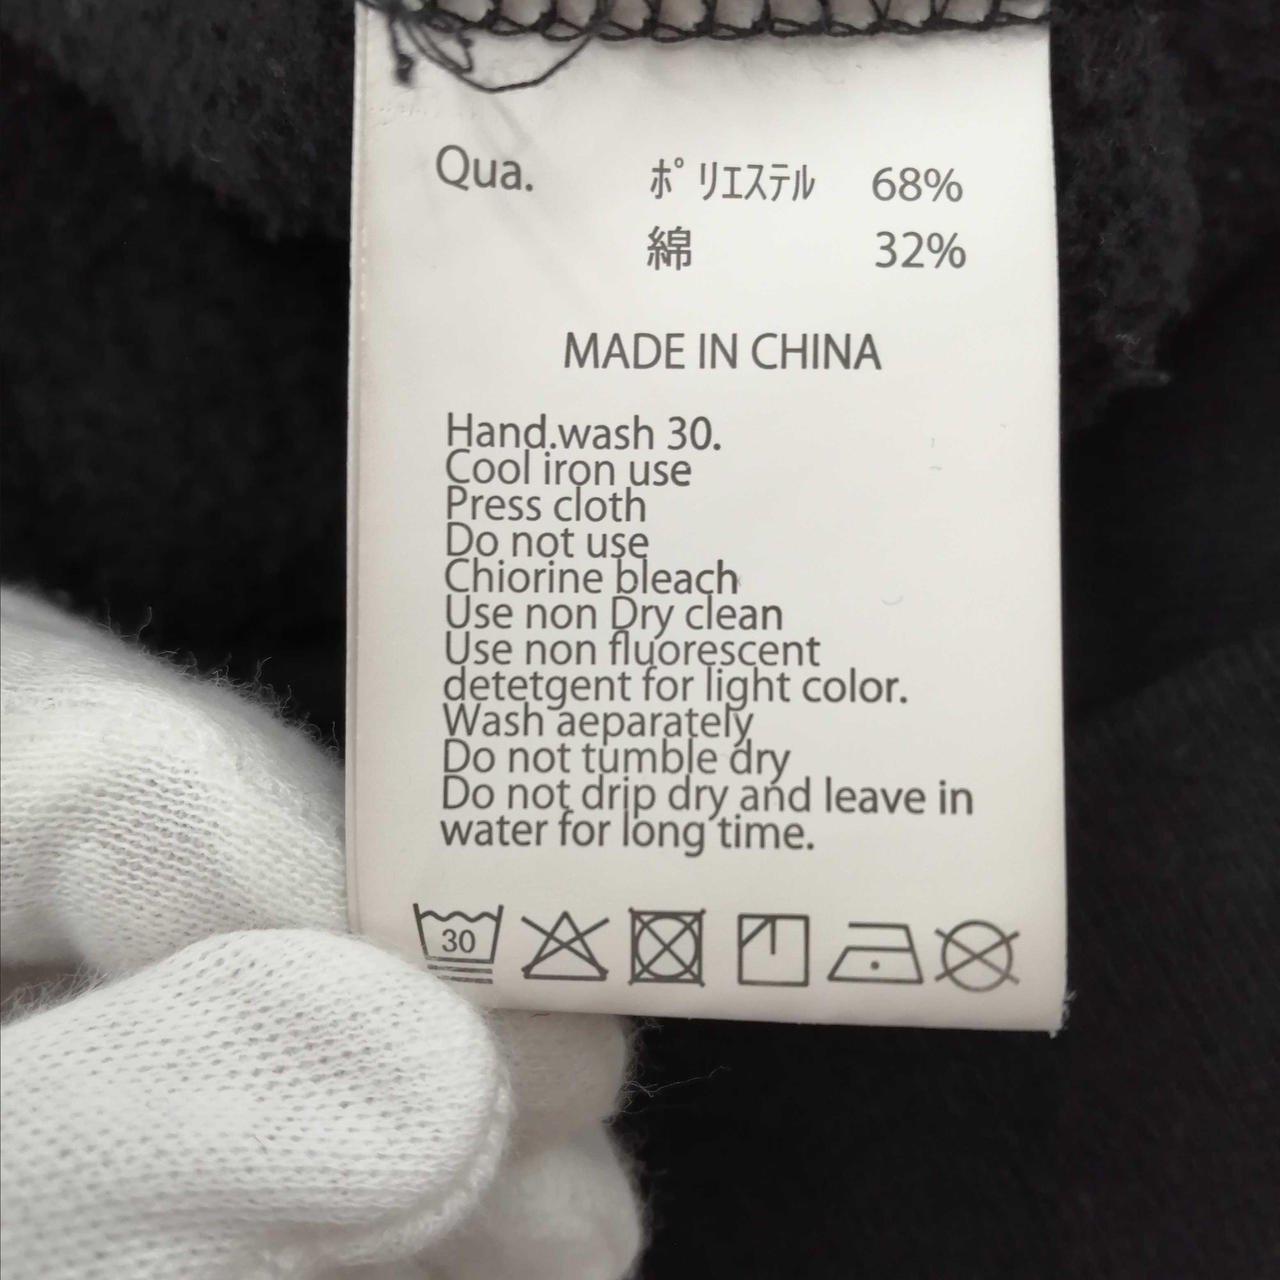 Qua. ﾎﾟﾘｴｽﾃﾙ 68%
綿 32%
MADE IN CHINA
Hand.wash 30.
Cool iron use
Press cloth
Do not use
Chiorine bleach
Use non Dry clean
Use non fluorescent
detetgent for light color.
Wash aeparately
Do not tumble dry
Do not drip dry and leave in
water for long time.
30